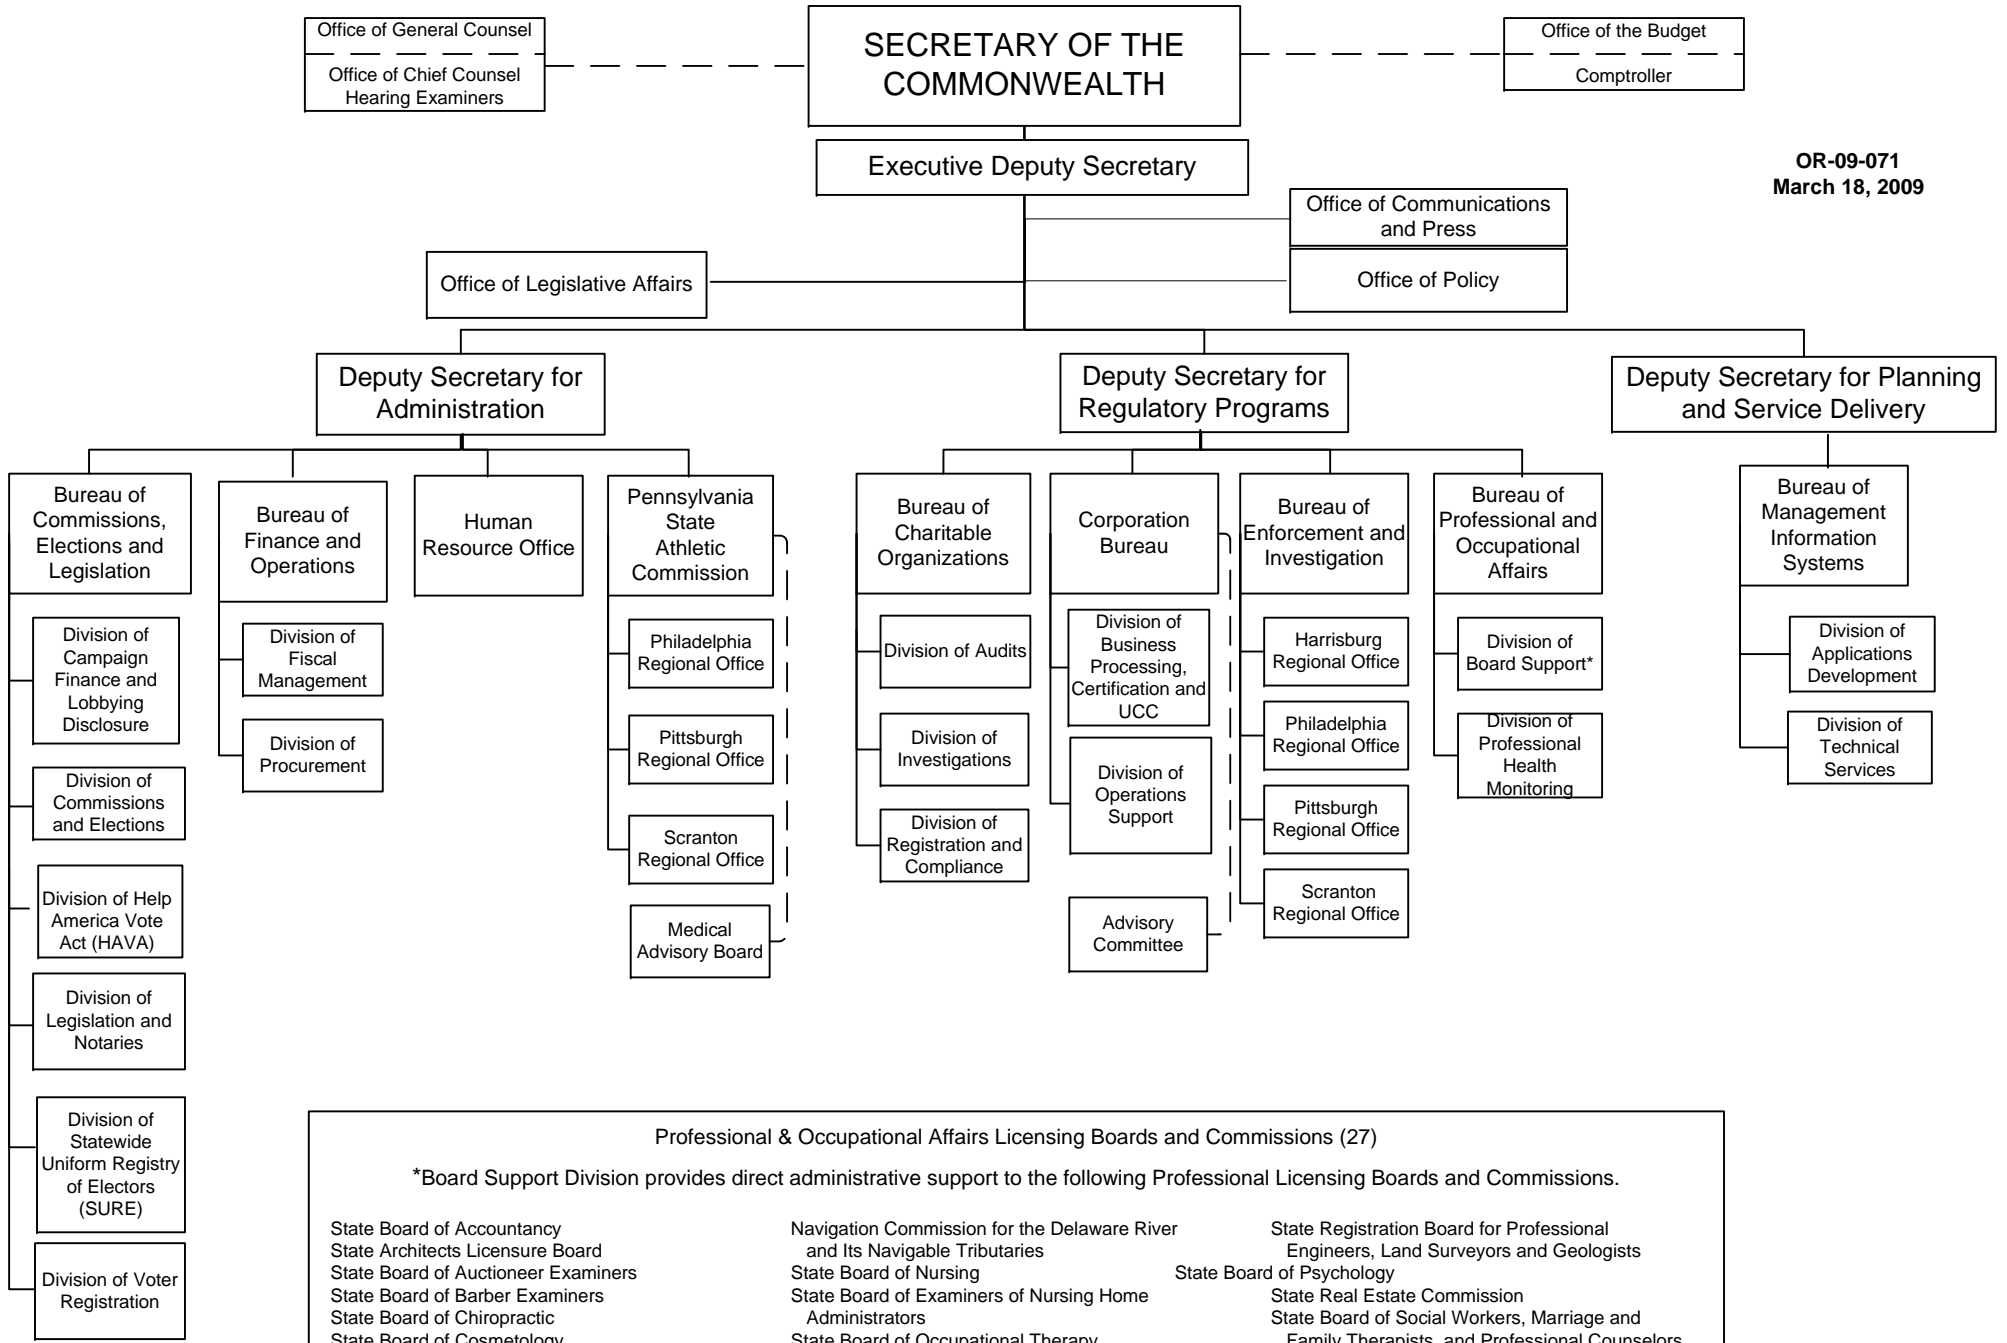 Office of General Counsel
Office of Chief Counsel
Hearing Examiners
SECRETARY OF THE
COMMONWEALTH
Office of the Budget
Comptroller
Executive Deputy Secretary
OR-09-071
March 18, 2009
Office of Communications
and Press
Office of Legislative Affairs
Office of Policy
Deputy Secretary for
Administration
Deputy Secretary for
Regulatory Programs
Deputy Secretary for Planning
and Service Delivery
Bureau of
Commissions,
Elections and
Legislation
Bureau of
Finance and
Operations
Human
Resource Office
Pennsylvania
State
Athletic
Commission
Bureau of
Charitable
Organizations
Corporation
Bureau
Bureau of
Enforcement and
Investigation
Bureau of
Professional and
Occupational
Affairs
Bureau of
Management
Information
Systems
Division of
Campaign
Finance and
Lobbying
Disclosure
Division of
Commissions
and Elections
Division of Help
America Vote
Act (HAVA)
Division of
Legislation and
Notaries
Division of
Statewide
Uniform Registry
of Electors
(SURE)
Division of Voter
Registration
Division of
Fiscal
Management
Division of
Procurement
Philadelphia
Regional Office
Pittsburgh
Regional Office
Scranton
Regional Office
Medical
Advisory Board
Division of Audits
Division of
Investigations
Division of
Registration and
Compliance
Division of
Business
Processing,
Certification and
UCC
Division of
Operations
Support
Advisory
Committee
Harrisburg
Regional Office
Philadelphia
Regional Office
Pittsburgh
Regional Office
Scranton
Regional Office
Division of
Board Support*
Division of
Professional
Health
Monitoring
Division of
Applications
Development
Division of
Technical
Services
Professional & Occupational Affairs Licensing Boards and Commissions (27)
*Board Support Division provides direct administrative support to the following Professional Licensing Boards and Commissions.
State Board of Accountancy
State Architects Licensure Board
State Board of Auctioneer Examiners
State Board of Barber Examiners
State Board of Chiropractic
State Board of Cosmetology
Navigation Commission for the Delaware River
and Its Navigable Tributaries
State Board of Nursing
State Board of Examiners of Nursing Home
Administrators
State Board of Occupational Therapy
State Registration Board for Professional
Engineers, Land Surveyors and Geologists
State Board of Psychology
State Real Estate Commission
State Board of Social Workers, Marriage and
Family Therapists, and Professional Counselors